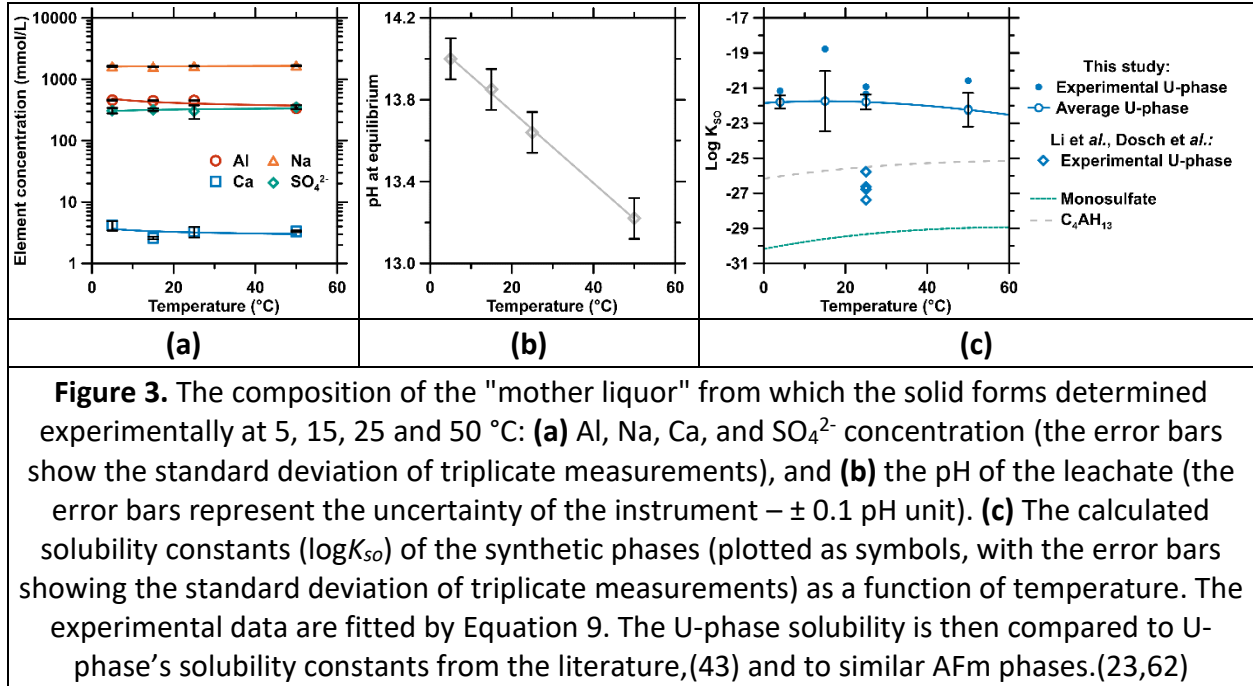 Element concentration (mmol/L)
10000
1000
100
10
1
Al
Na
Ca
SO₄²⁻
0
20
40
60
Temperature (°C)
(a)
pH at equilibrium
14.2
13.8
13.4
13.0
0
20
40
60
Temperature (°C)
(b)
Log Kso
-17
-19
-21
-23
-25
-27
-29
-31
0
20
40
60
Temperature (°C)
This study:
Experimental U-phase
Average U-phase
Li et al., Dosch et al.:
Experimental U-phase
Monosulfate
C₄AH₁₃
(c)
Figure 3. The composition of the "mother liquor" from which the solid forms determined
experimentally at 5, 15, 25 and 50 °C: (a) Al, Na, Ca, and SO₄²⁻ concentration (the error bars
show the standard deviation of triplicate measurements), and (b) the pH of the leachate (the
error bars represent the uncertainty of the instrument – ± 0.1 pH unit). (c) The calculated
solubility constants (logKso) of the synthetic phases (plotted as symbols, with the error bars
showing the standard deviation of triplicate measurements) as a function of temperature. The
experimental data are fitted by Equation 9. The U-phase solubility is then compared to U-
phase's solubility constants from the literature,(43) and to similar AFm phases.(23,62)